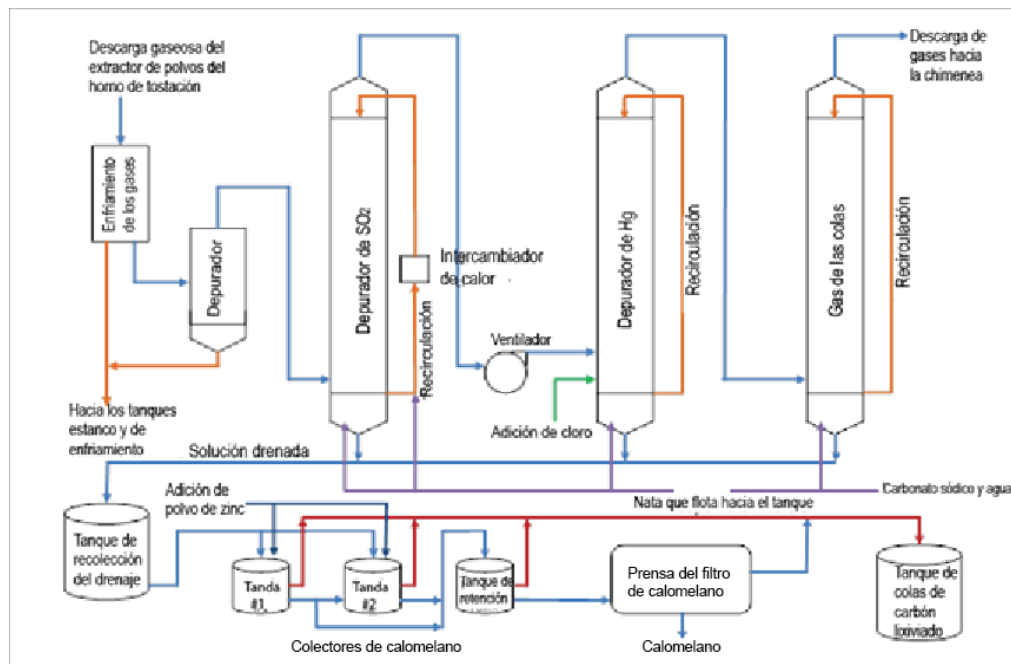 Descarga gaseosa del
extractor de polvos del
horno de tostación
Descarga de
gases hacia
la chimenea
Enfriamiento
de los gases
Depurador
Depurador de SO2
Intercambiador
de calor
Recirculación
Ventilador
Depurador de Hg
Recirculación
Gas de las colas
Recirculación
Adición de cloro
Hacia los tanques
estanco y de
enfriamiento
Solución drenada
Carbonato sódico y agua
Nata que flota hacia el tanque
Adición de
polvo de zinc
Tanque de
recolección
del drenaje
Tanda
#1
Tanda
#2
Tanque de
retención
Prensa del filtro
de calomelano
Tanque de
colas de
carbón
lixiviado
Colectores de calomelano
Calomelano